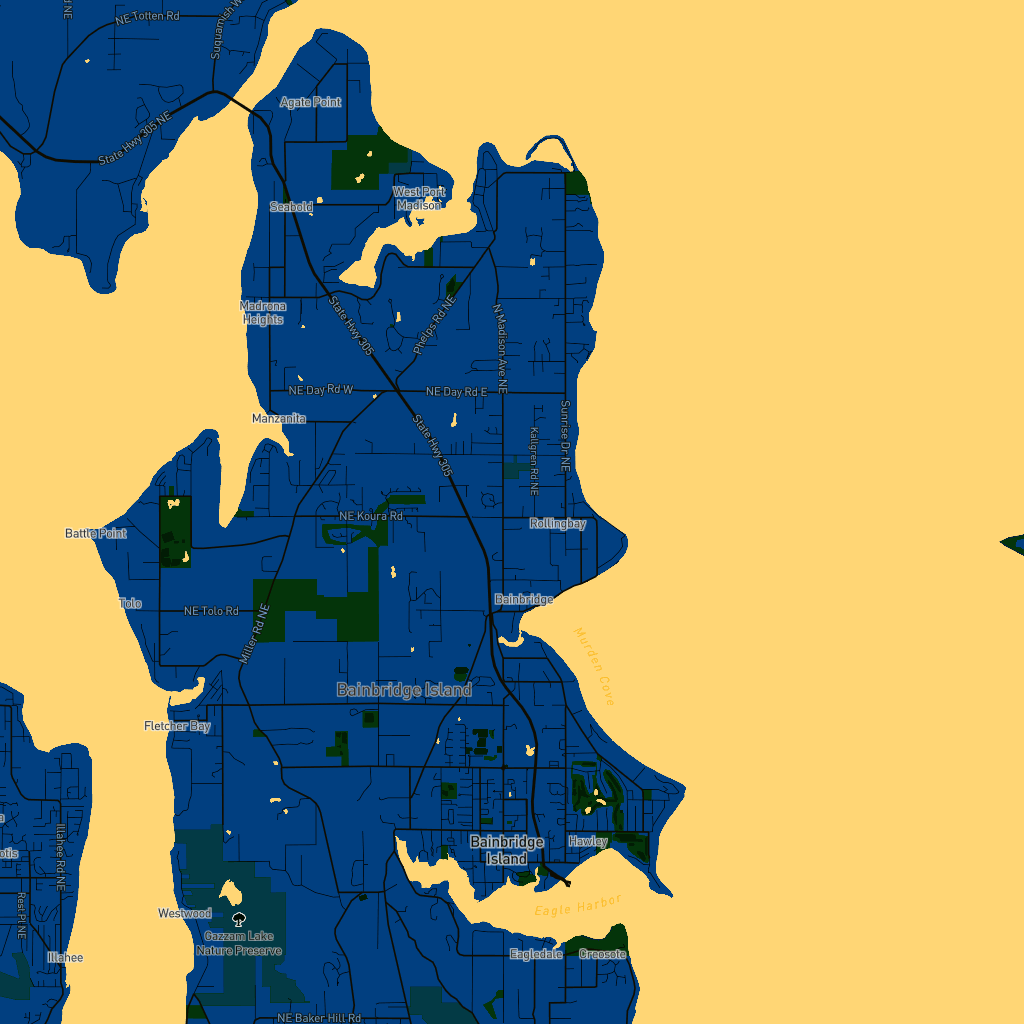 NE Totten Rd
Suquamish W
State Hwy 305 NE
Agate Point
West Port
Madison
Seabold
Madrona
Heights
State Hwy 305
Phelps Rd NE
N Madison Ave NE
NE Day Rd W
NE Day Rd E
Manzanita
State Hwy 305
Kallgren Rd NE
Sunrise Dr NE
NE Koura Rd
Rollingbay
Battle Point
Tolo
NE Tolo Rd
Miller Rd NE
Bainbridge
Murden Cove
Bainbridge Island
Fletcher Bay
Illahee Rd NE
Bainbridge
Island
Hawley
otis
Rest Pl NE
Westwood
Eagle Harbor
Gazzam Lake
Nature Preserve
Illahee
Eagledale
Creosote
NE Baker Hill Rd